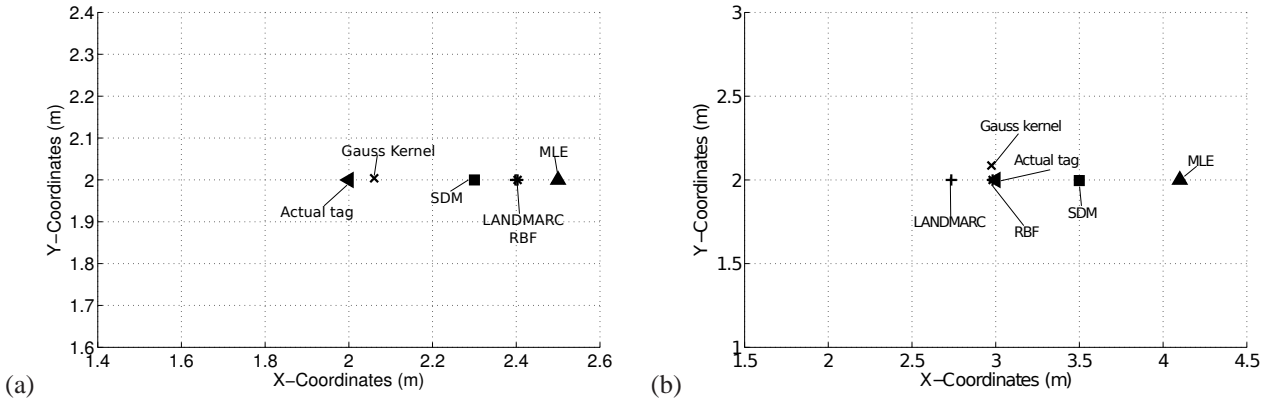 2.4
2.3
2.2
2.1
2
1.9
1.8
1.7
1.6
1.4
1.6
1.8
2
2.2
2.4
2.6
Y−Coordinates (m)
X−Coordinates (m)
Gauss Kernel
Actual tag
SDM
MLE
LANDMARC
RBF
(a)
3
2.5
2
1.5
1
1.5
2
2.5
3
3.5
4
4.5
Y−Coordinates (m)
X−Coordinates (m)
Gauss kernel
Actual tag
MLE
LANDMARC
RBF
SDM
(b)